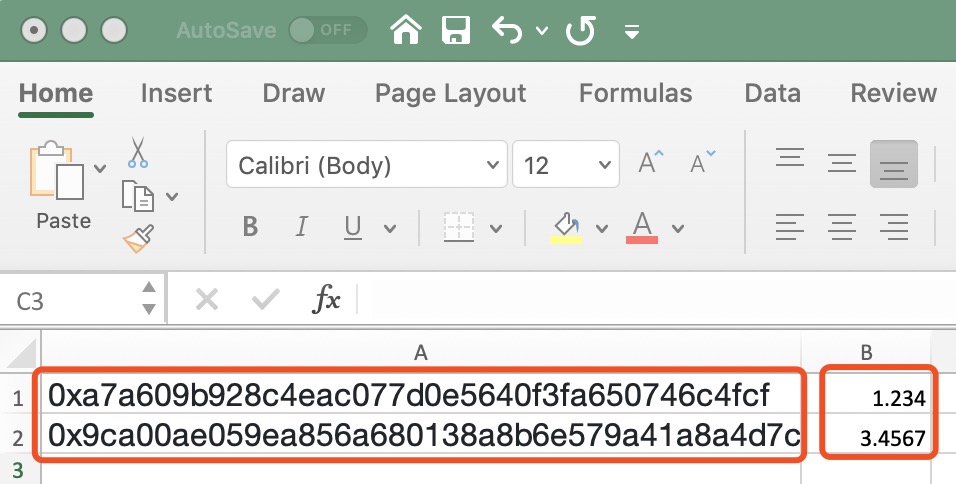 AutoSave OFF
Home Insert Draw Page Layout Formulas Data Review
Calibri (Body) 12 A A
Paste
B I U A
C3 fx
A B
1 0xa7a609b928c4eac077d0e5640f3fa650746c4fcf 1.234
2 0x9ca00ae059ea856a680138a8b6e579a41a8a4d7c 3.4567
3